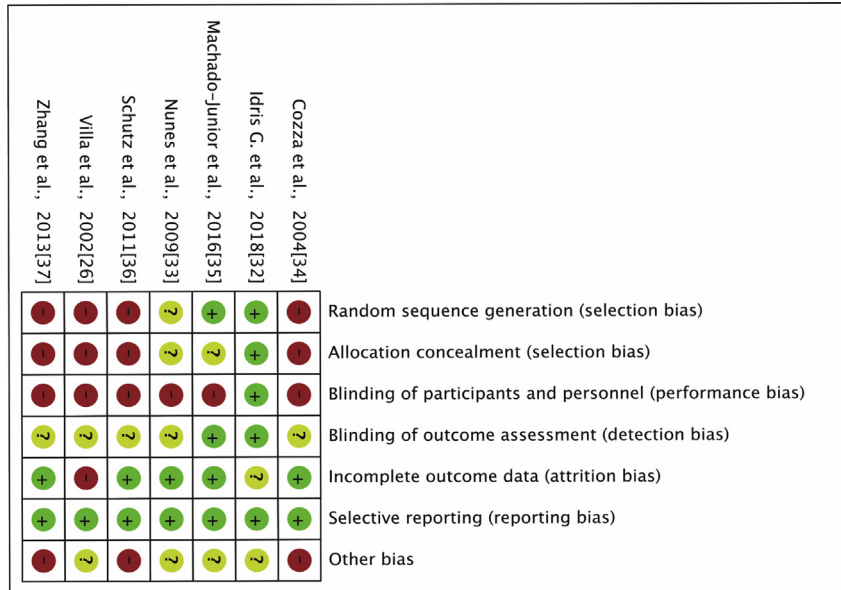 Zhang et al., 2013[37]
Villa et al., 2002[26]
Schutz et al., 2011[36]
Nunes et al., 2009[33]
Machado-Junior et al., 2016[35]
Idris G. et al., 2018[32]
Cozza et al., 2004[34]
- - - ? + + - Random sequence generation (selection bias)
- - - ? ? + - Allocation concealment (selection bias)
- - - - - + - Blinding of participants and personnel (performance bias)
? ? ? ? + + ? Blinding of outcome assessment (detection bias)
+ - + + + ? + Incomplete outcome data (attrition bias)
+ + + + + + + Selective reporting (reporting bias)
- ? - ? ? ? - Other bias